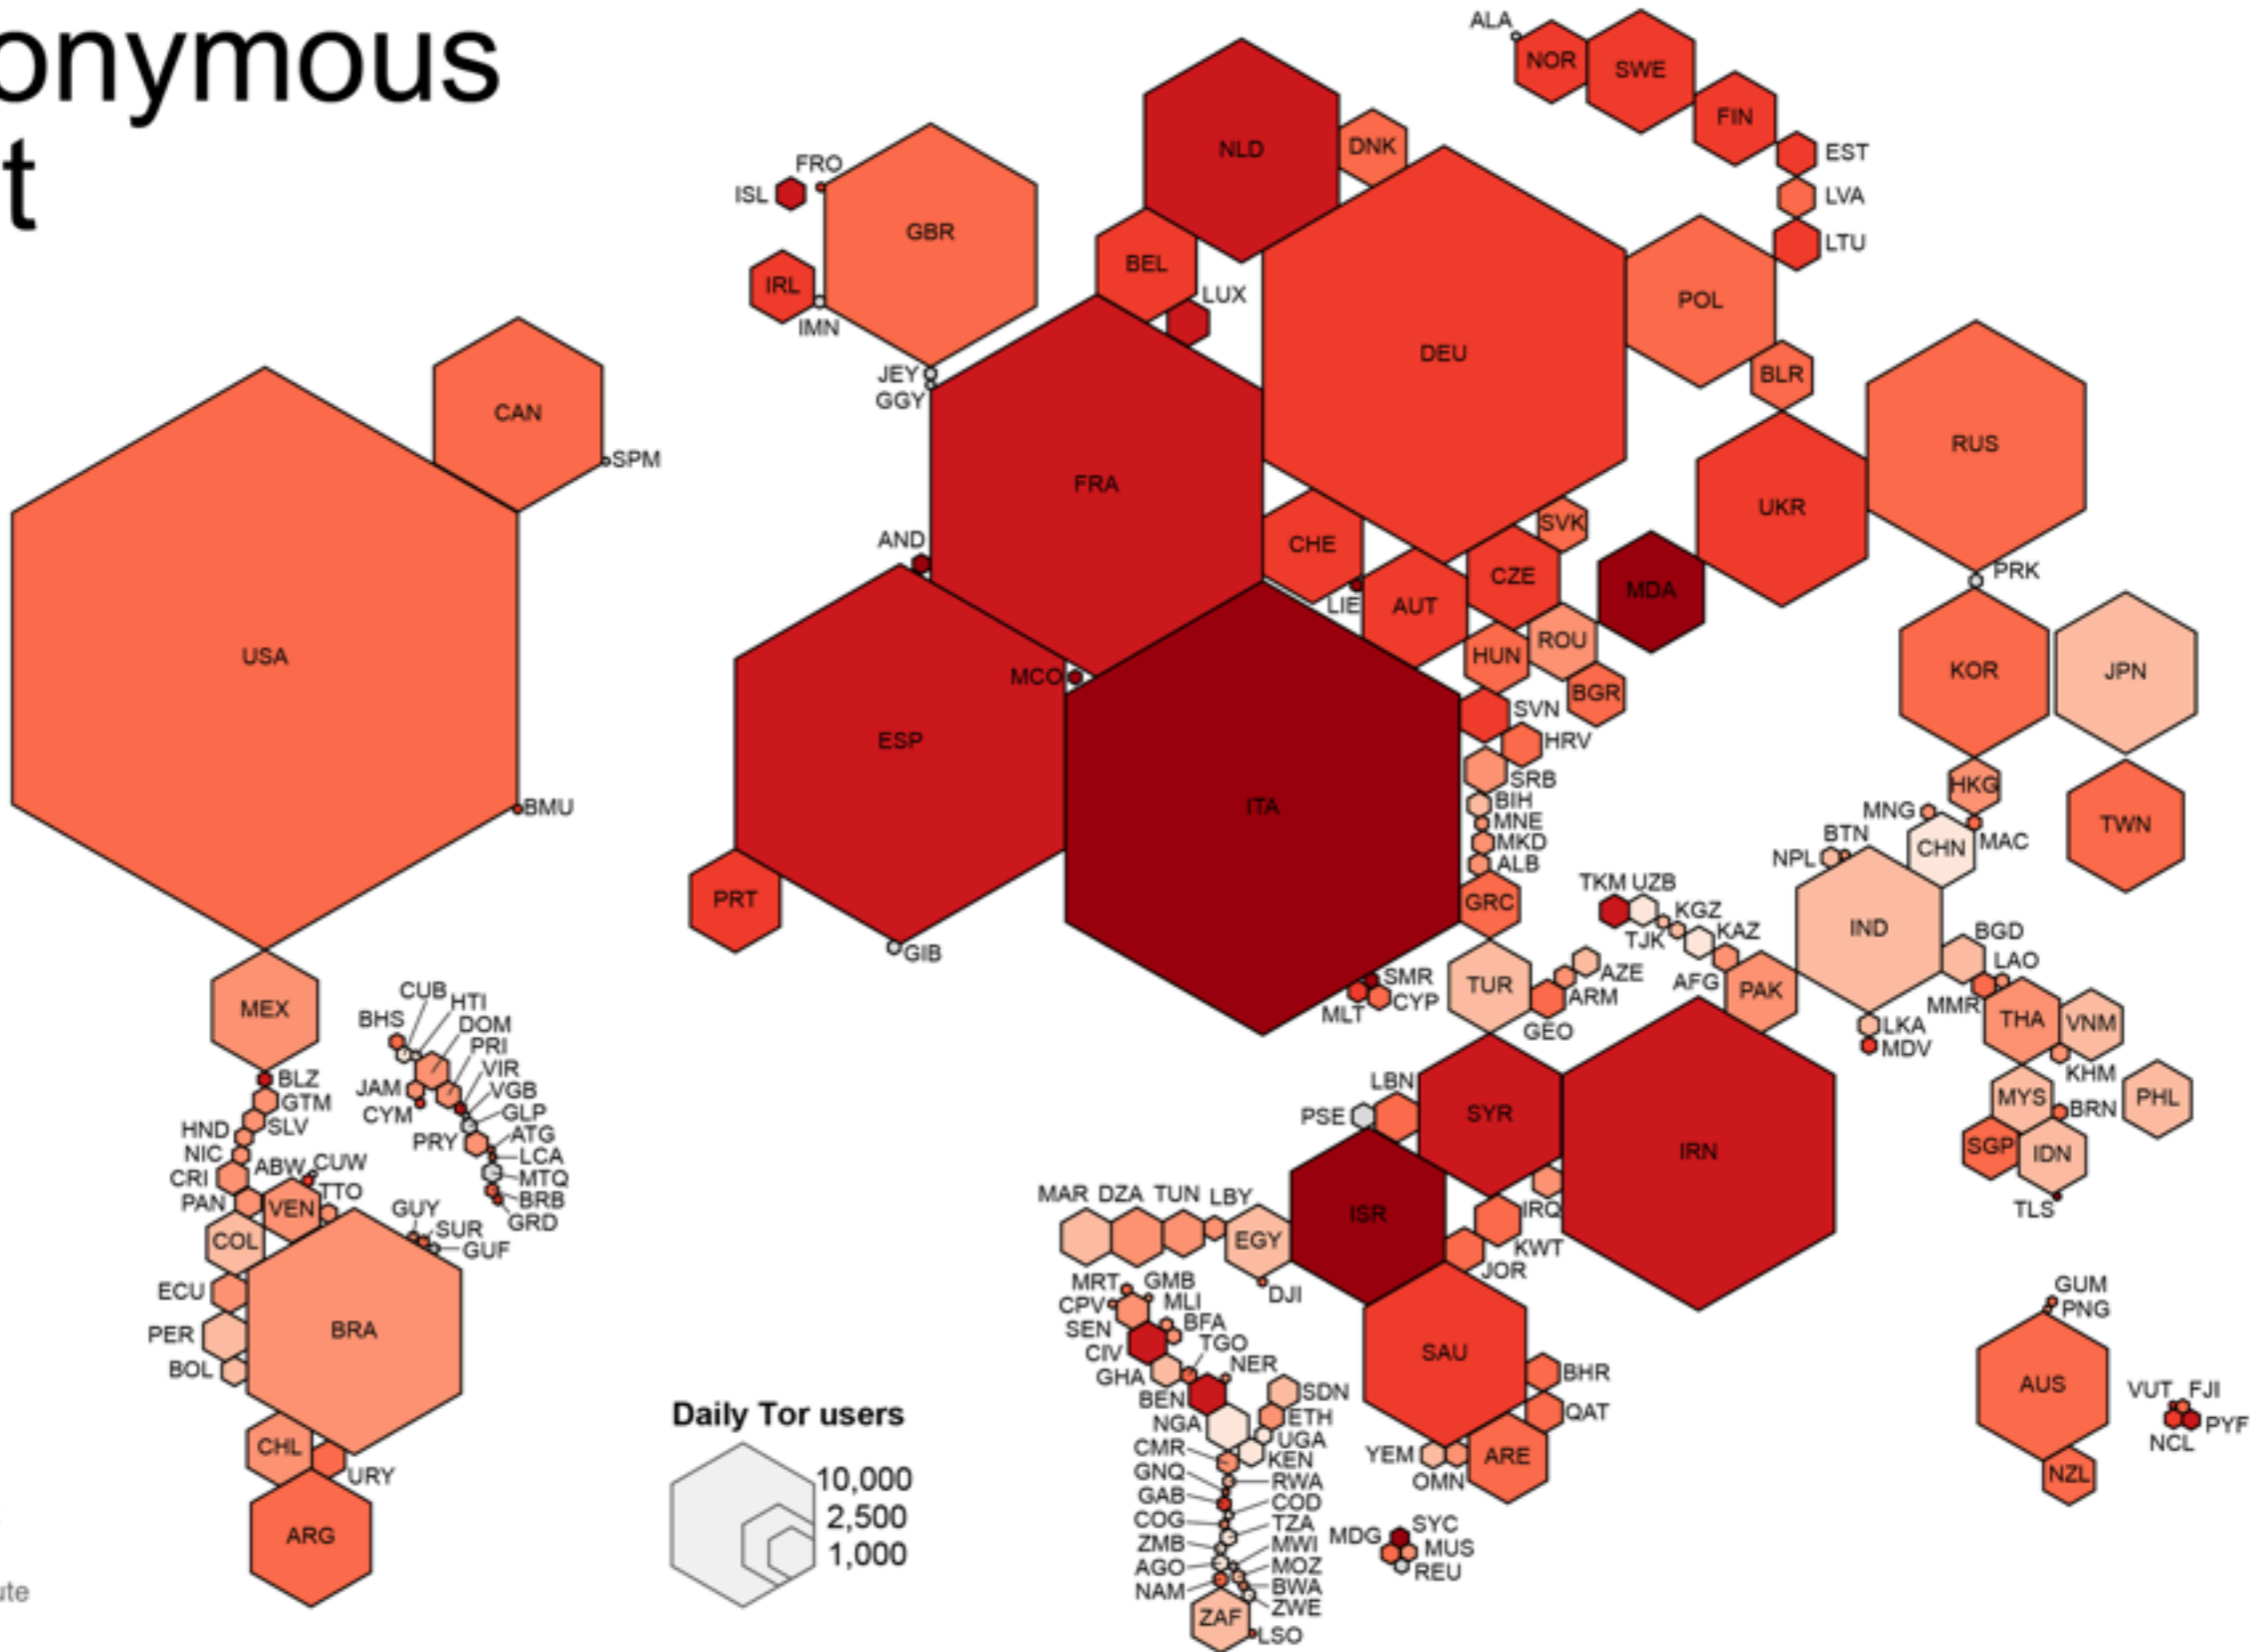 onymous
t
USA
CAN
SPM
BMU
MEX
BLZ
GTM
SLV
HND
NIC
CRI
PAN
ABW
CUW
TTO
VEN
COL
GUY
SUR
GUF
ECU
PER
BOL
BRA
CHL
URY
ARG
CUB
HTI
BHS
DOM
PRI
VIR
VGB
JAM
CYM
GLP
PRY
ATG
LCA
MTQ
BRB
GRD
FRO
ISL
GBR
IRL
IMN
JEY
GGY
NLD
DNK
BEL
LUX
DEU
FRA
AND
ESP
MCO
PRT
GIB
ITA
CHE
LIE
AUT
CZE
SVK
HUN
ROU
BGR
MDA
SVN
HRV
SRB
BIH
MNE
MKD
ALB
GRC
SMR
CYP
MLT
ALA
NOR
SWE
FIN
EST
LVA
LTU
POL
BLR
UKR
RUS
PRK
KOR
JPN
HKG
MNG
MAC
CHN
TWN
BTN
NPL
IND
TKM
UZB
KGZ
TJK
KAZ
AFG
PAK
BGD
LAO
MMR
LKA
MDV
THA
VNM
KHM
MYS
PHL
BRN
SGP
IDN
TLS
TUR
AZE
ARM
GEO
LBN
PSE
SYR
IRN
ISR
IRQ
KWT
JOR
MAR
DZA
TUN
LBY
EGY
DJI
SAU
BHR
QAT
YEM
OMN
ARE
MRT
GMB
CPV
MLI
SEN
BFA
CIV
TGO
GHA
NER
BEN
SDN
NGA
ETH
UGA
CMR
KEN
GNQ
RWA
GAB
COD
COG
TZA
ZMB
MWI
AGO
MOZ
NAM
BWA
ZWE
ZAF
LSO
SYC
MDG
MUS
REU
GUM
PNG
AUS
NZL
VUT
FJI
PYF
NCL
Daily Tor users
10,000
2,500
1,000
ute